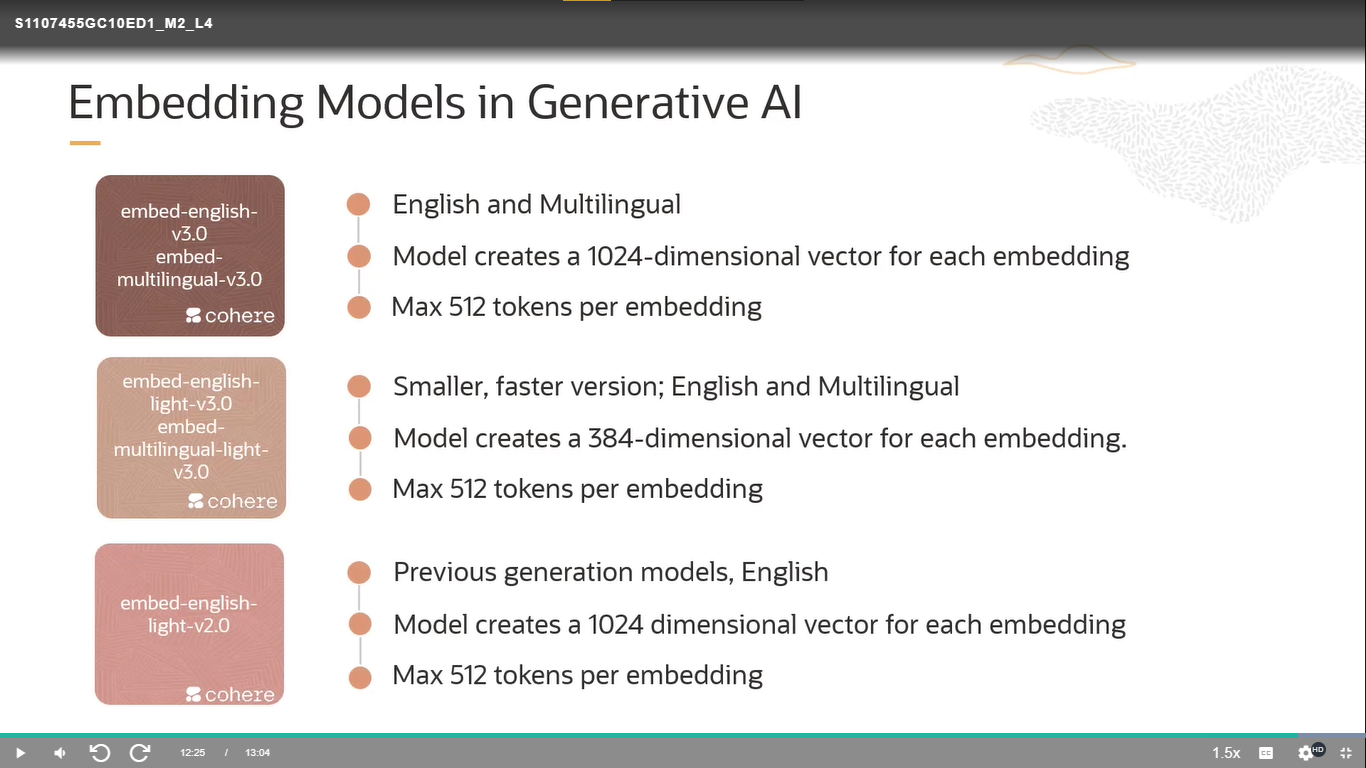 S1107455GC10ED1_M2_L4
Embedding Models in Generative AI
embed-english-
v3.0
embed-
multilingual-v3.0
cohere
English and Multilingual
Model creates a 1024-dimensional vector for each embedding
Max 512 tokens per embedding
embed-english-
light-v3.0
embed-
multilingual-light-
v3.0
cohere
Smaller, faster version; English and Multilingual
Model creates a 384-dimensional vector for each embedding.
Max 512 tokens per embedding
embed-english-
light-v2.0
cohere
Previous generation models, English
Model creates a 1024 dimensional vector for each embedding
Max 512 tokens per embedding
12:25 / 13:04
1.5x
HD